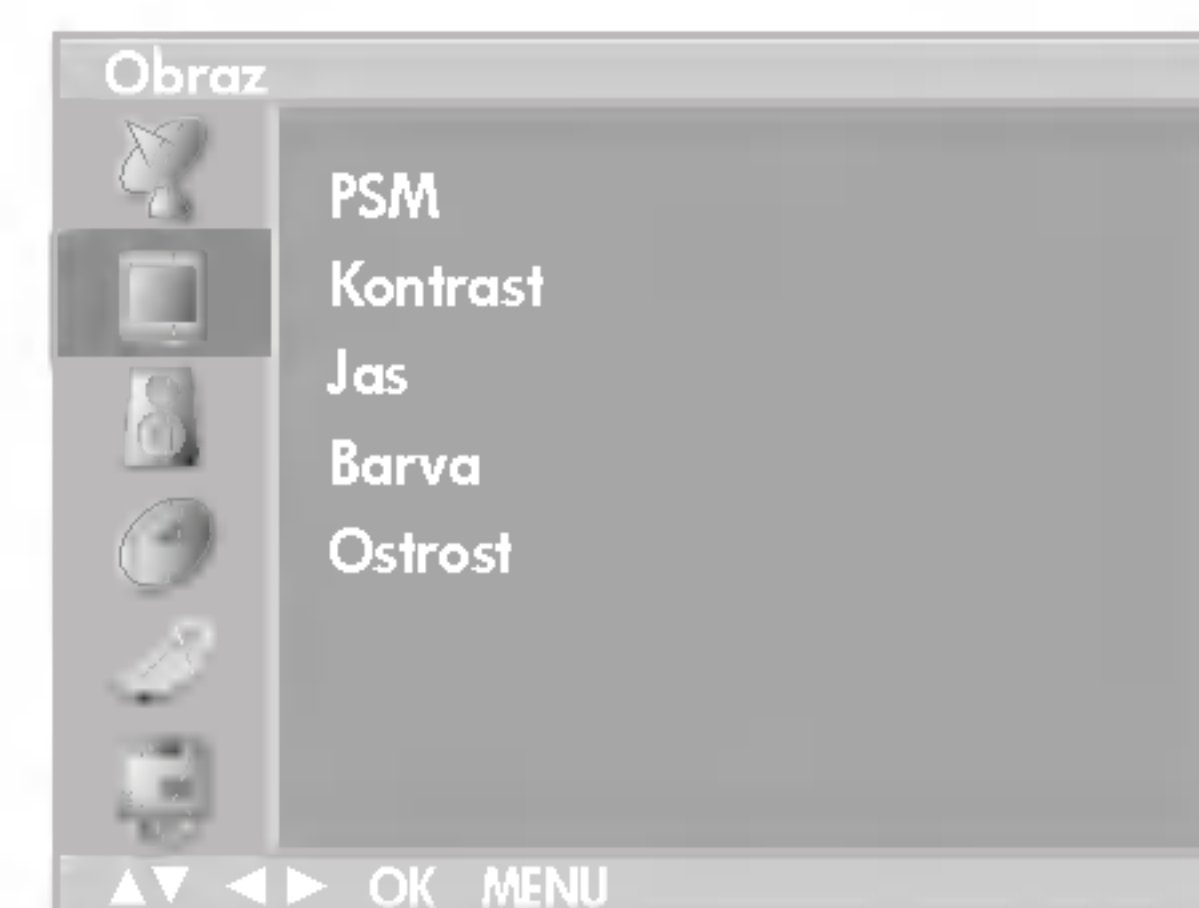 Obraz
PSM
Kontrast
Jas
Barva
Ostrost
▲▼ ◀ ▶ OK MENU